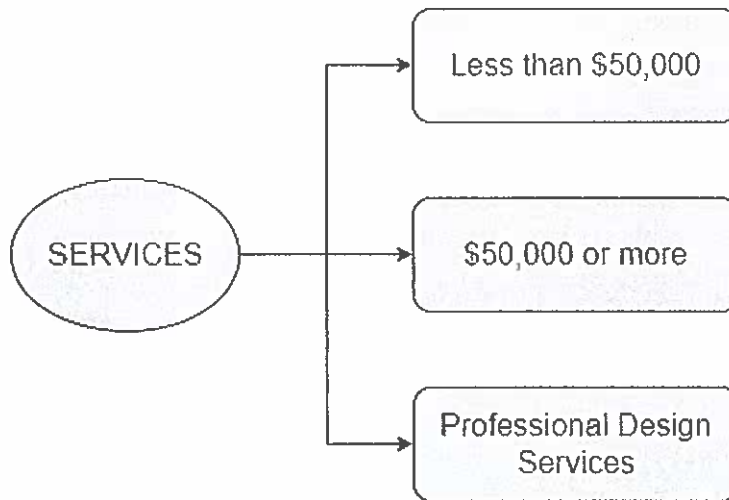 Less than $50,000
SERVICES
$50,000 or more
Professional Design
Services